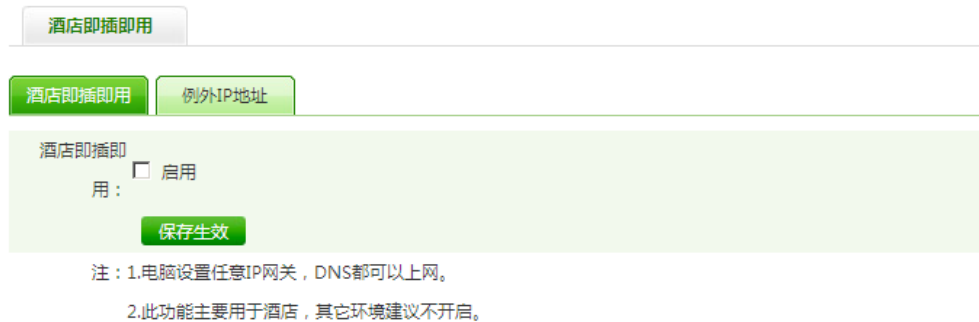 酒店即插即用
酒店即插即用 例外IP地址
酒店即插即
用： 启用
保存生效
注：1.电脑设置任意IP网关，DNS都可以上网。
2.此功能主要用于酒店，其它环境建议不开启。